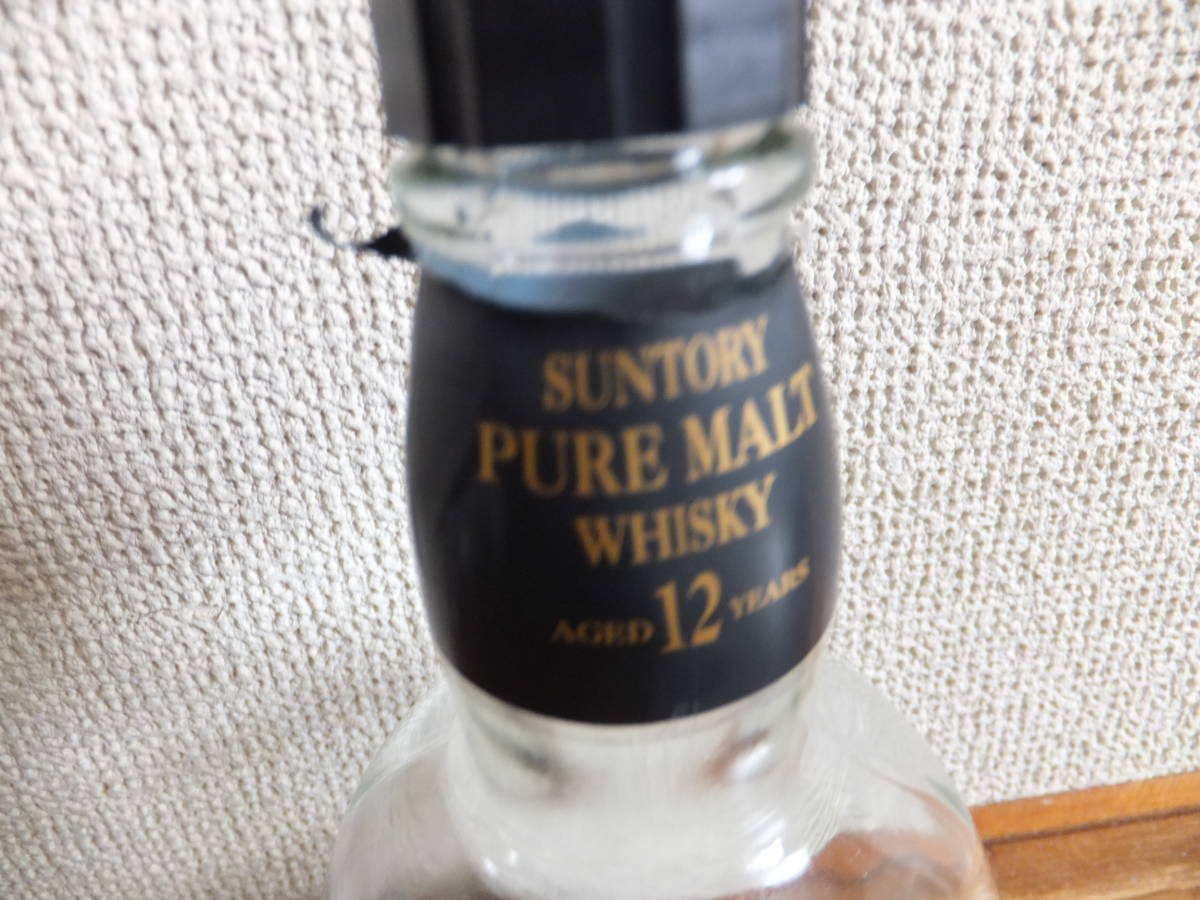 SUNTORY
PURE MALT
WHISKY
AGED 12 YEARS